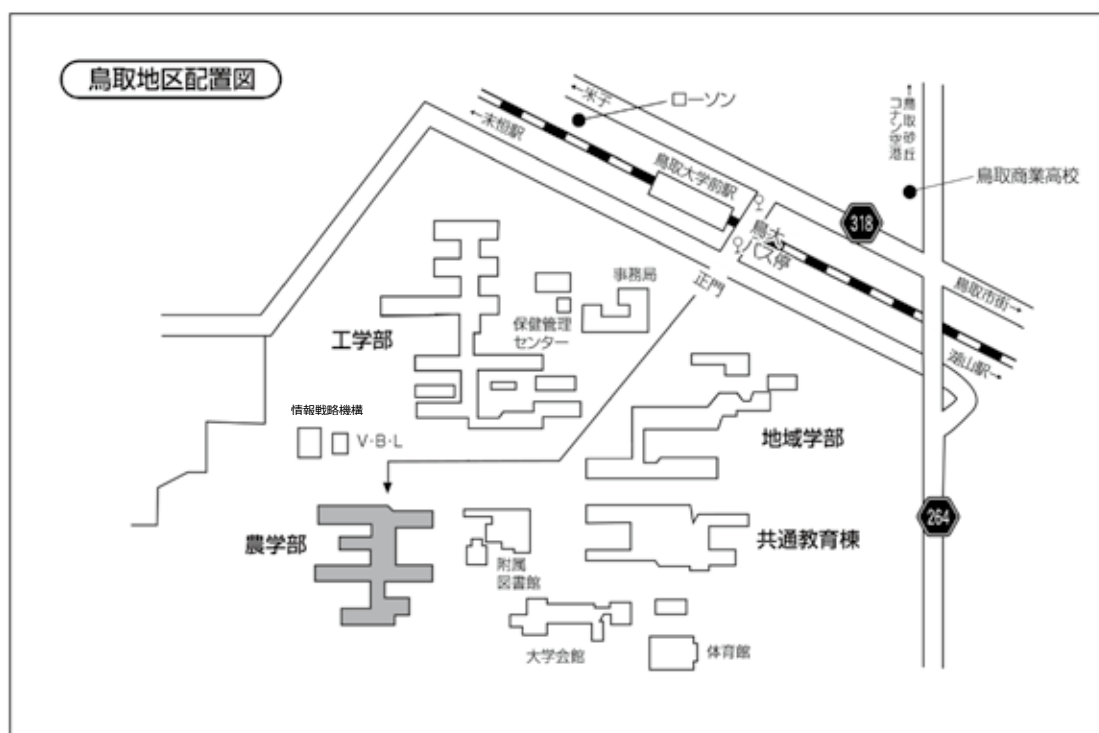 鳥取地区配置図
←米子
ローソン
←末恒駅
↑鳥取砂丘
コナン空港
鳥取大学前駅
鳥取商業高校
318
鳥大
バス停
事務局
正門
鳥取市街→
保健管理
センター
工学部
湖山駅→
情報戦略機構
V・B・L
地域学部
264
農学部
共通教育棟
附属
図書館
大学会館
体育館